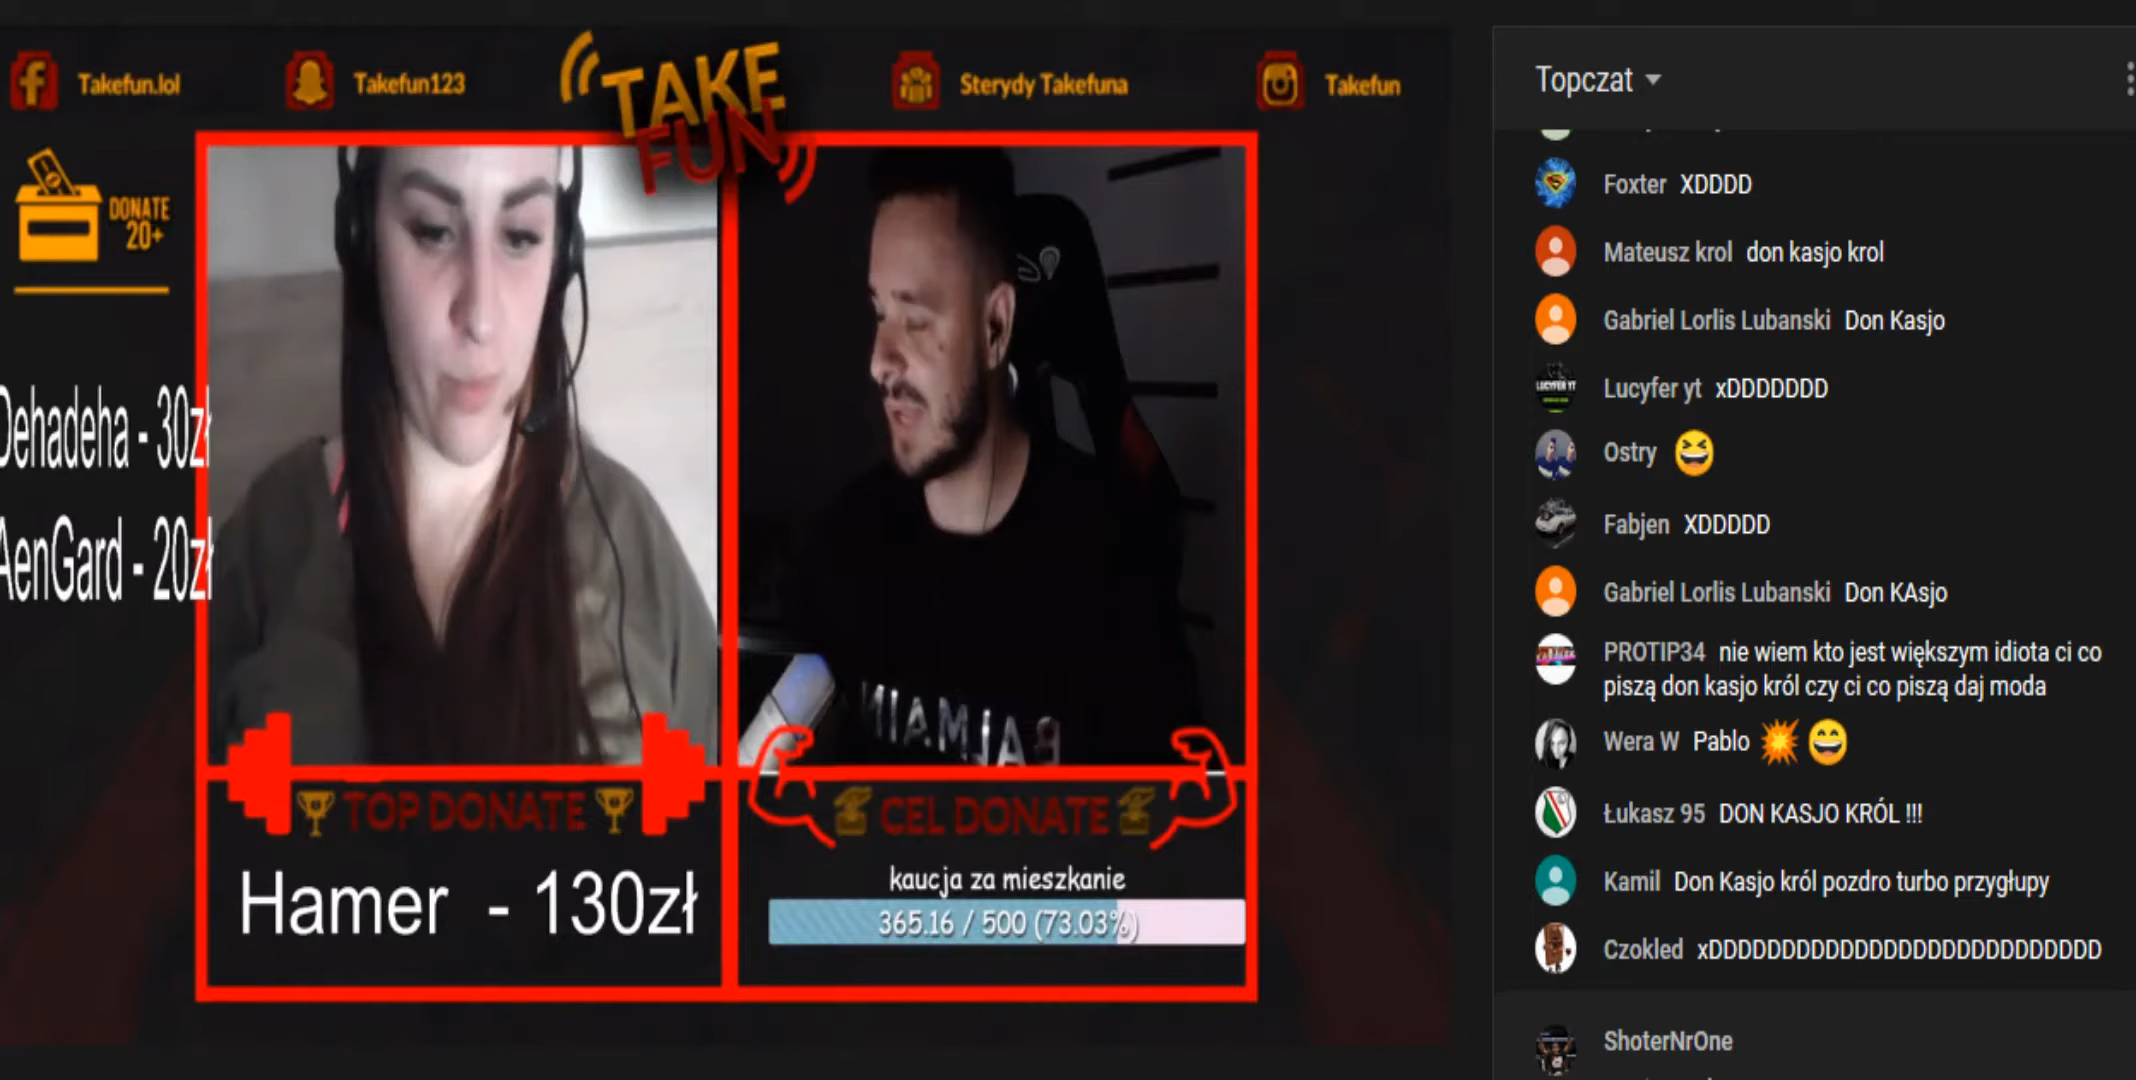 Takefun.lol
Takefun123
TAKE
FUN
Sterydy Takefuna
Takefun
DONATE
20+
Dehadeha - 30zł
AenGard - 20zł
BALMAIN
TOP DONATE
Hamer - 130zł
CEL DONATE
kaucja za mieszkanie
365.16 / 500 (73.03%)
Topczat
Foxter XDDDD
Mateusz krol don kasjo krol
Gabriel Lorlis Lubanski Don Kasjo
LUCYFER YT
Lucyfer yt xDDDDDDD
Ostry 😆
Fabjen XDDDDD
Gabriel Lorlis Lubanski Don KAsjo
PROTIP34 nie wiem kto jest większym idiota ci co
piszą don kasjo król czy ci co piszą daj moda
Wera W Pablo 💥😄
Łukasz 95 DON KASJO KRÓL !!!
Kamil Don Kasjo król pozdro turbo przygłupy
Czokled xDDDDDDDDDDDDDDDDDDDDDDDDDDD
ShoterNrOne